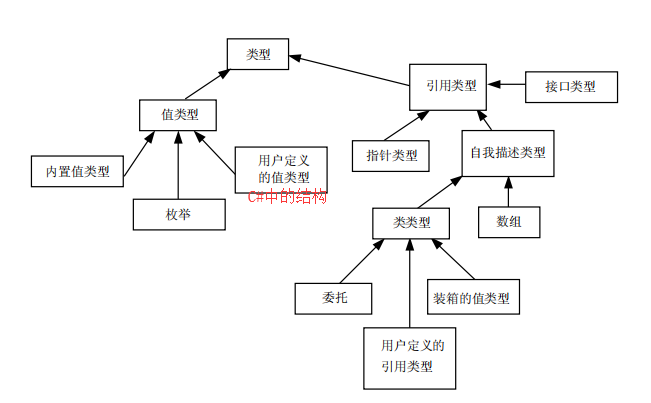 类型
引用类型
接口类型
值类型
内置值类型
用户定义
的值类型
C#中的结构
指针类型
自我描述类型
枚举
类类型
数组
委托
装箱的值类型
用户定义的
引用类型